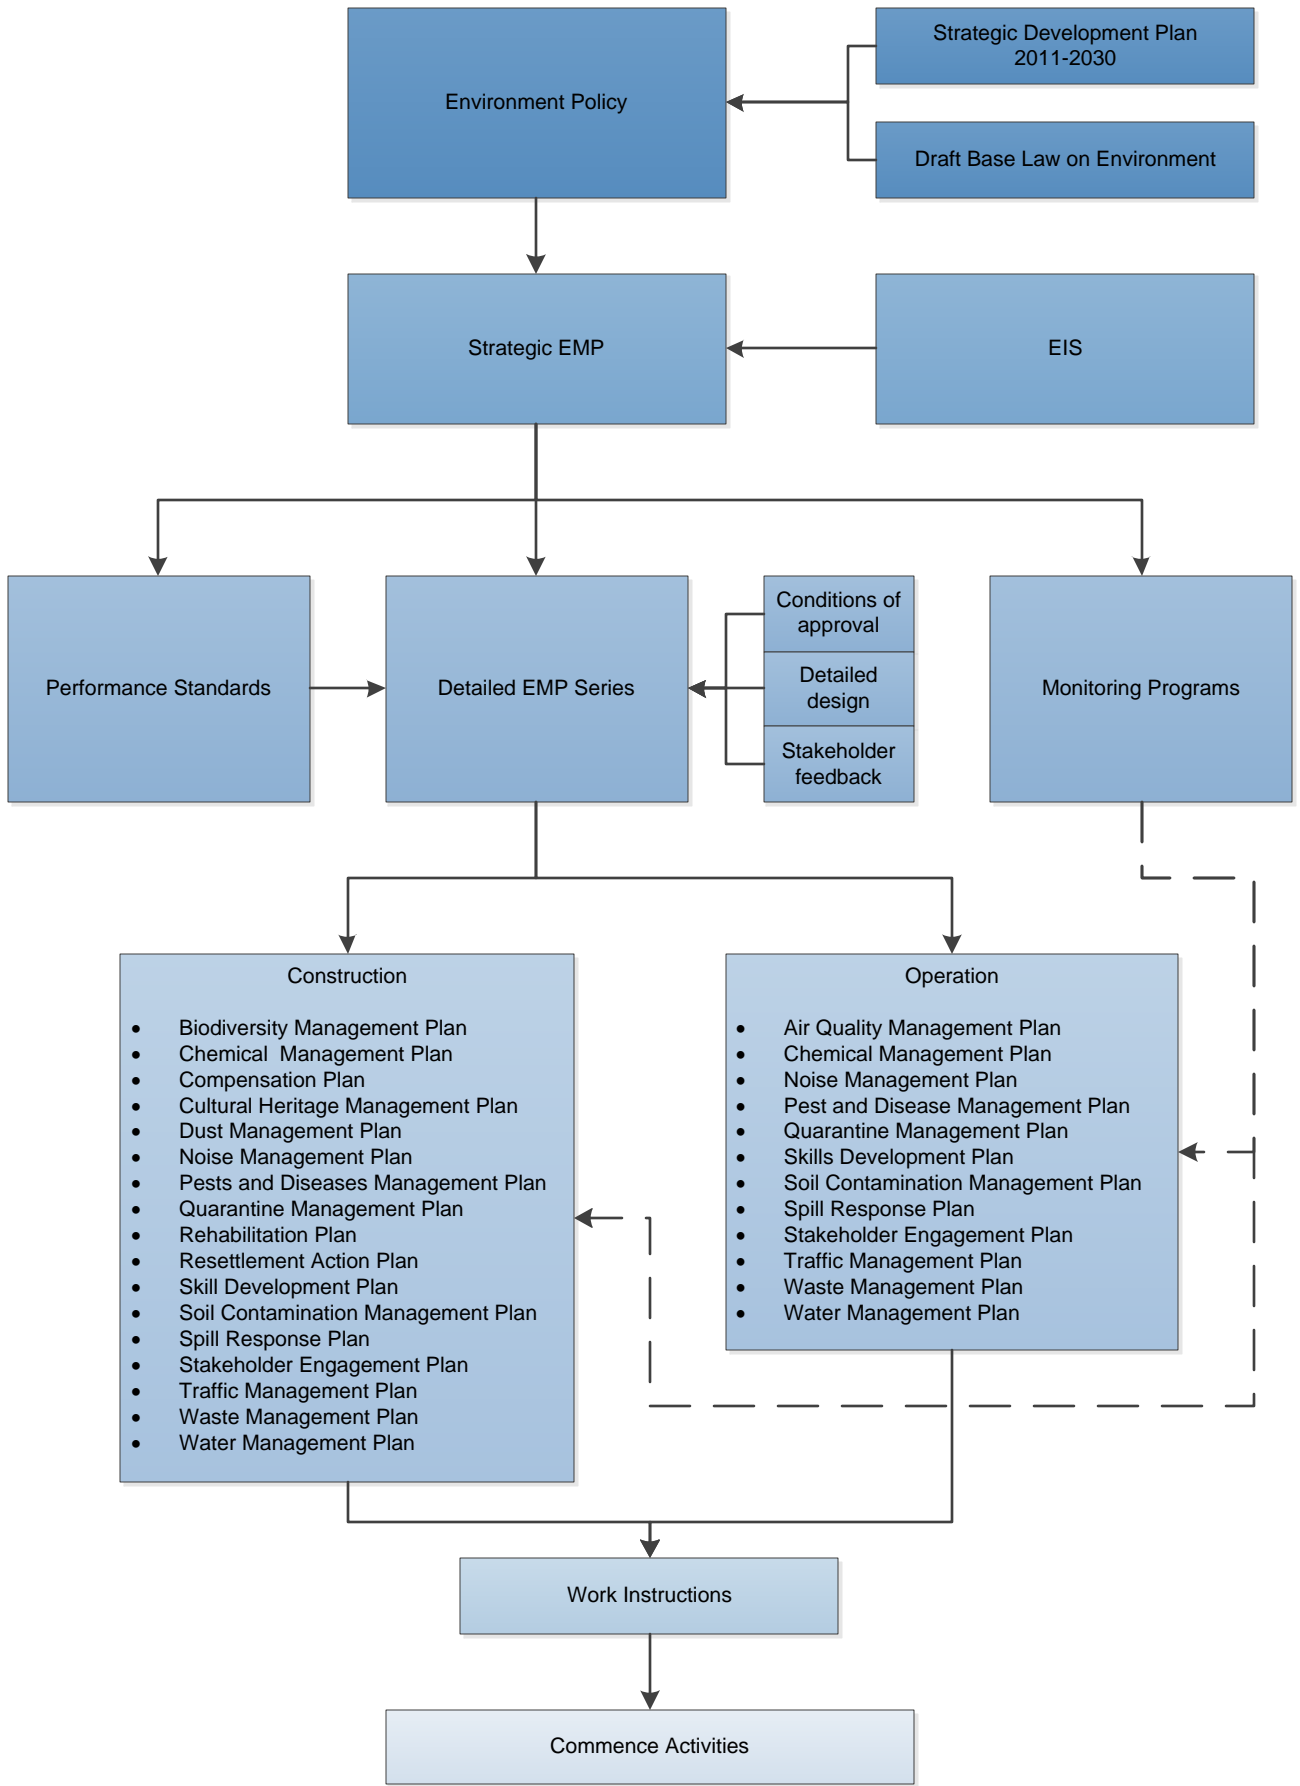 Strategic Development Plan
2011-2030
Environment Policy
Draft Base Law on Environment
Strategic EMP
EIS
Performance Standards
Detailed EMP Series
Conditions of
approval
Detailed
design
Stakeholder
feedback
Monitoring Programs
Construction
• Biodiversity Management Plan
• Chemical  Management Plan
• Compensation Plan
• Cultural Heritage Management Plan
• Dust Management Plan
• Noise Management Plan
• Pests and Diseases Management Plan
• Quarantine Management Plan
• Rehabilitation Plan
• Resettlement Action Plan
• Skill Development Plan
• Soil Contamination Management Plan
• Spill Response Plan
• Stakeholder Engagement Plan
• Traffic Management Plan
• Waste Management Plan
• Water Management Plan
Operation
• Air Quality Management Plan
• Chemical Management Plan
• Noise Management Plan
• Pest and Disease Management Plan
• Quarantine Management Plan
• Skills Development Plan
• Soil Contamination Management Plan
• Spill Response Plan
• Stakeholder Engagement Plan
• Traffic Management Plan
• Waste Management Plan
• Water Management Plan
Work Instructions
Commence Activities